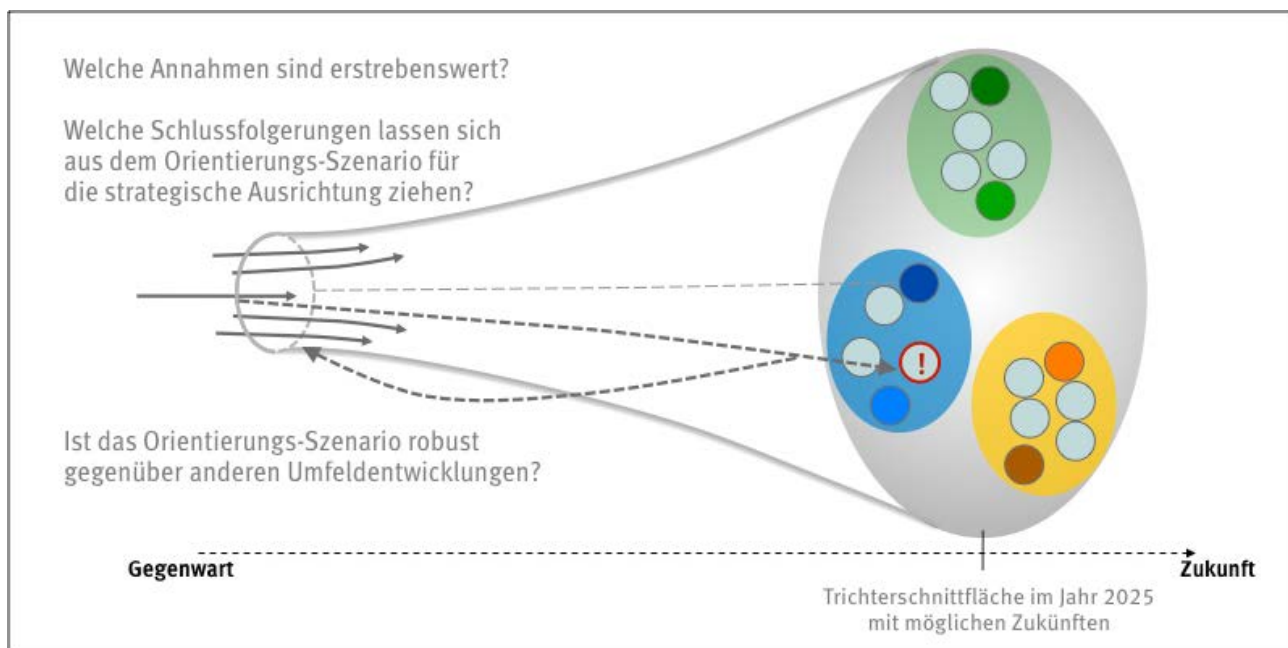 Welche Annahmen sind erstrebenswert?
Welche Schlussfolgerungen lassen sich
aus dem Orientierungs-Szenario für
die strategische Ausrichtung ziehen?
!
Ist das Orientierungs-Szenario robust
gegenüber anderen Umfeldentwicklungen?
Gegenwart
Zukunft
Trichterschnittfläche im Jahr 2025
mit möglichen Zukünften